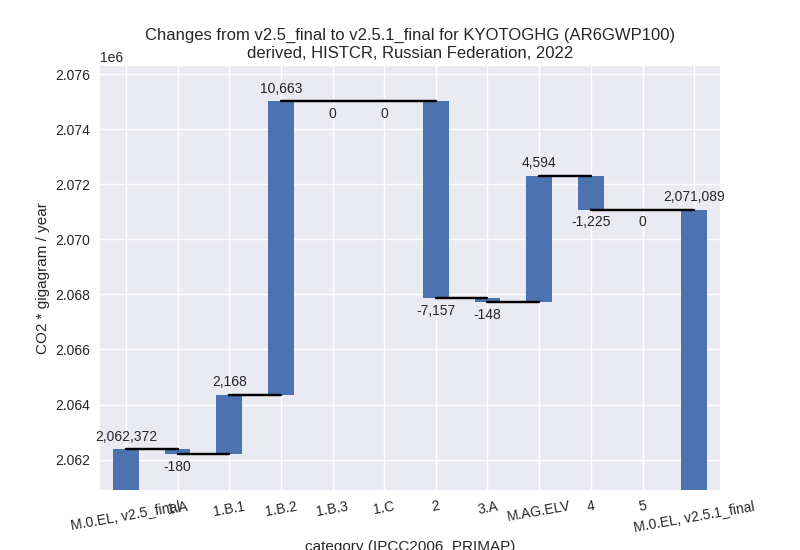 Changes from v2.5_final to v2.5.1_final for KYOTOGHG (AR6GWP100)
derived, HISTCR, Russian Federation, 2022
1e6
2.076
2.074
2.072
2.070
2.068
2.066
2.064
2.062
CO2 * gigagram / year
2,062,372
-180
2,168
10,663
0
0
-7,157
-148
4,594
-1,225
0
2,071,089
M.0.EL, v2.5_final
1.A
1.B.1
1.B.2
1.B.3
1.C
2
3.A
M.AG.ELV
4
5
M.0.EL, v2.5.1_final
category (IPCC2006_PRIMAP)